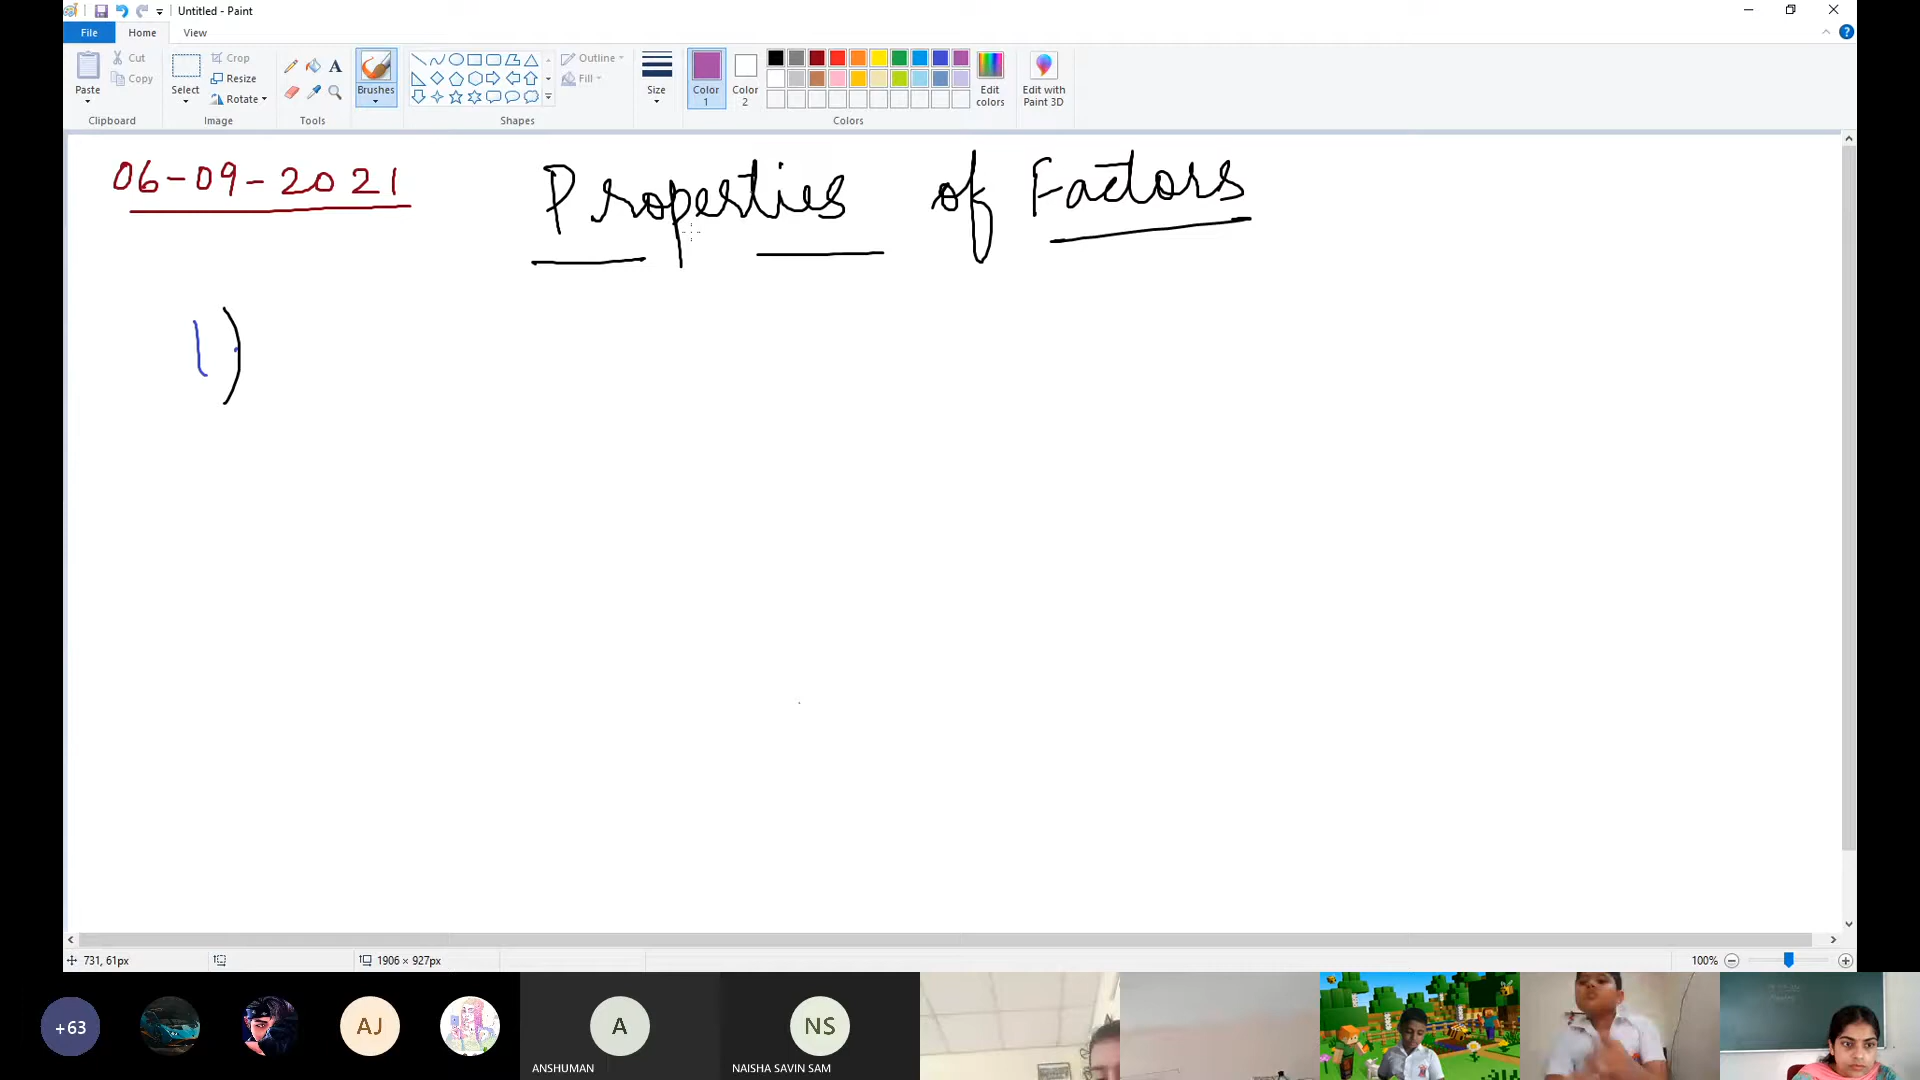 Untitled - Paint
File Home View
Paste Cut Copy
Clipboard
Select Crop Resize Rotate
Image
A
Tools
Brushes
Outline Fill
Shapes
Size
Color 1 Color 2
Edit colors
Colors
Edit with Paint 3D
06-09-2021 Properties of Factors
1)
731, 61px 1906 × 927px 100%
+63 AJ A NS
ANSHUMAN NAISHA SAVIN SAM